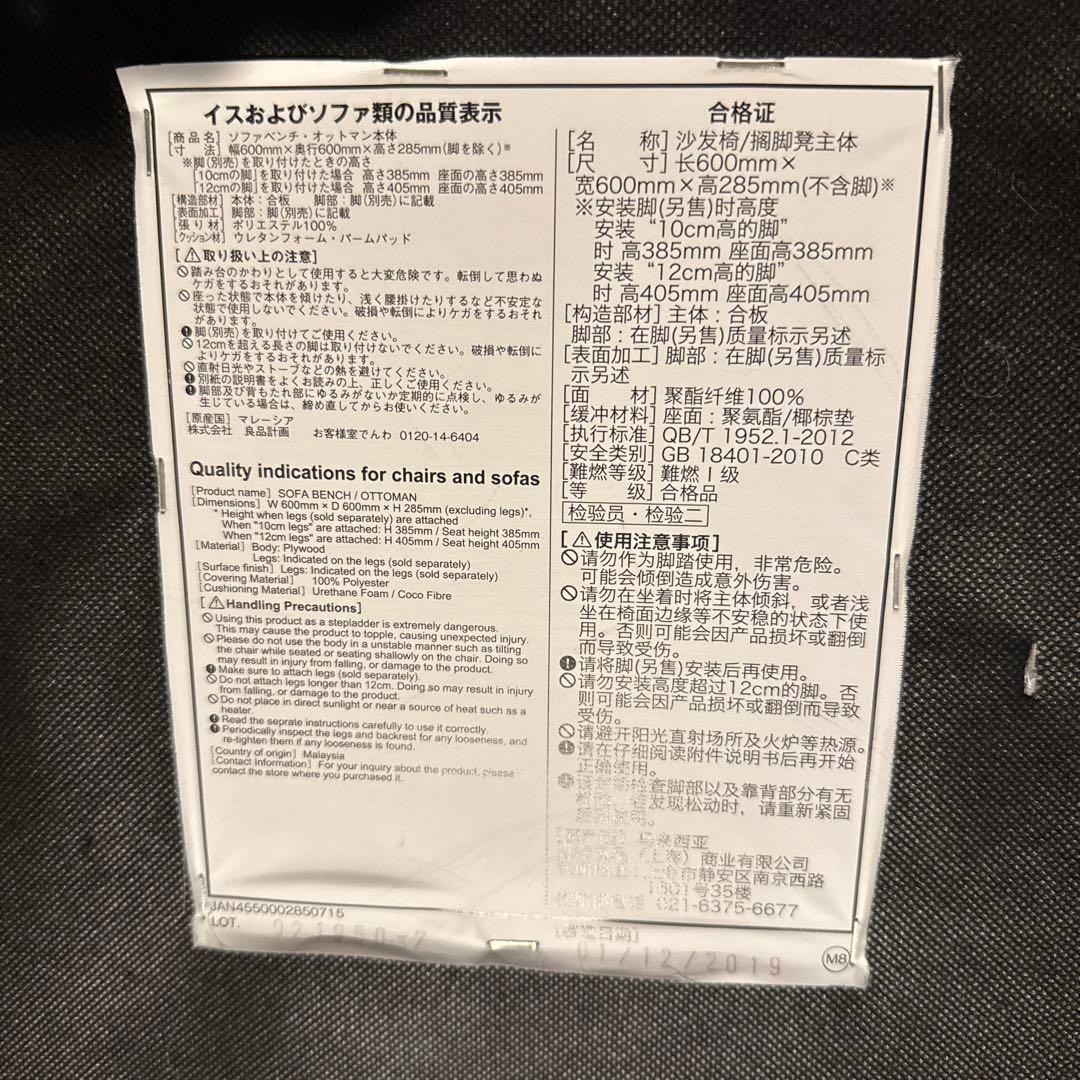 イスおよびソファ類の品質表示
[商品名] ソファベンチ・オットマン本体
[寸 法] 幅600mm×奥行600mm×高さ285mm(脚を除く)※
※脚(別売)を取り付けたときの高さ
[10cmの脚]を取り付けた場合 高さ385mm 座面の高さ385mm
[12cmの脚]を取り付けた場合 高さ405mm 座面の高さ405mm
[構造部材] 本体：合板 脚部：脚(別売)に記載
[表面加工] 脚部：脚(別売)に記載
[張り材] ポリエステル100%
[クッション材] ウレタンフォーム・パームパッド
[⚠取り扱い上の注意]
踏み台のかわりとして使用すると大変危険です。転倒して思わぬ
ケガをするおそれがあります。
座った状態で本体を傾けたり、浅く腰掛けたりするなど不安定な
状態で使用しないでください。破損や転倒によりケガをするおそれ
があります。
脚(別売)を取り付けてご使用ください。
12cmを超える長さの脚は取り付けないでください。破損や転倒に
よりケガをするおそれがあります。
直射日光やストーブなどの熱を避けてください。
別紙の説明書をよくお読みの上、正しくご使用ください。
脚部及び背もたれ部にゆるみがないか定期的に点検し、ゆるみが
生じている場合は、締め直してからお使いください。
[原産国] マレーシア
株式会社 良品計画 お客様室でんわ 0120-14-6404
Quality indications for chairs and sofas
[Product name] SOFA BENCH / OTTOMAN
[Dimensions] W 600mm × D 600mm × H 285mm (excluding legs)*,
* Height when legs (sold separately) are attached
When "10cm legs" are attached: H 385mm / Seat height 385mm
When "12cm legs" are attached: H 405mm / Seat height 405mm
[Material] Body: Plywood
Legs: Indicated on the legs (sold separately)
[Surface finish] Legs: Indicated on the legs (sold separately)
[Covering Material] 100% Polyester
[Cushioning Material] Urethane Foam / Coco Fibre
[⚠Handling Precautions]
Using this product as a stepladder is extremely dangerous.
This may cause the product to topple, causing unexpected injury.
Please do not use the body in a unstable manner such as tilting
the chair while seated or seating shallowly on the chair. Doing so
may result in injury from falling, or damage to the product.
Make sure to attach legs (sold separately).
Do not attach legs longer than 12cm. Doing so may result in injury
from falling, or damage to the product.
Do not place in direct sunlight or near a source of heat such as a
heater.
Read the seprate instructions carefully to use it correctly.
Periodically inspect the legs and backrest for any looseness, and
re-tighten them if any looseness is found.
[Country of origin] Malaysia
[Contact Information] For your inquiry about the product, please
contact the store where you purchased it.
合格证
[名 称] 沙发椅/搁脚凳主体
[尺 寸] 长600mm×
宽600mm×高285mm(不含脚)※
※安装脚(另售)时高度
安装“10cm高的脚”
时 高385mm 座面高385mm
安装“12cm高的脚”
时 高405mm 座面高405mm
[构造部材] 主体：合板
脚部：在脚(另售)质量标示另述
[表面加工] 脚部：在脚(另售)质量标
示另述
[面 材] 聚酯纤维100%
[缓冲材料] 座面：聚氨酯/椰棕垫
[执行标准] QB/T 1952.1-2012
[安全类别] GB 18401-2010 C类
[難燃等级] 難燃Ⅰ级
[等 级] 合格品
检验员・检验二
[⚠使用注意事项]
请勿作为脚踏使用，非常危险。
可能会倾倒造成意外伤害。
请勿在坐着时将主体倾斜，或者浅
坐在椅面边缘等不安稳的状态下使
用。否则可能会因产品损坏或翻倒
而导致受伤。
请将脚(另售)安装后再使用。
请勿安装高度超过12cm的脚。否
则可能会因产品损坏或翻倒而导致
受伤。
请避开阳光直射场所及火炉等热源。
请在仔细阅读附件说明书后再开始
正确使用。
检查脚部以及靠背部分有无
发现松动时，请重新紧固
马来西亚
(上海) 商业有限公司
上海市静安区南京西路
1601号35楼
021-6375-6677
JAN4550002850715
LOT.
01/12/2019
M8